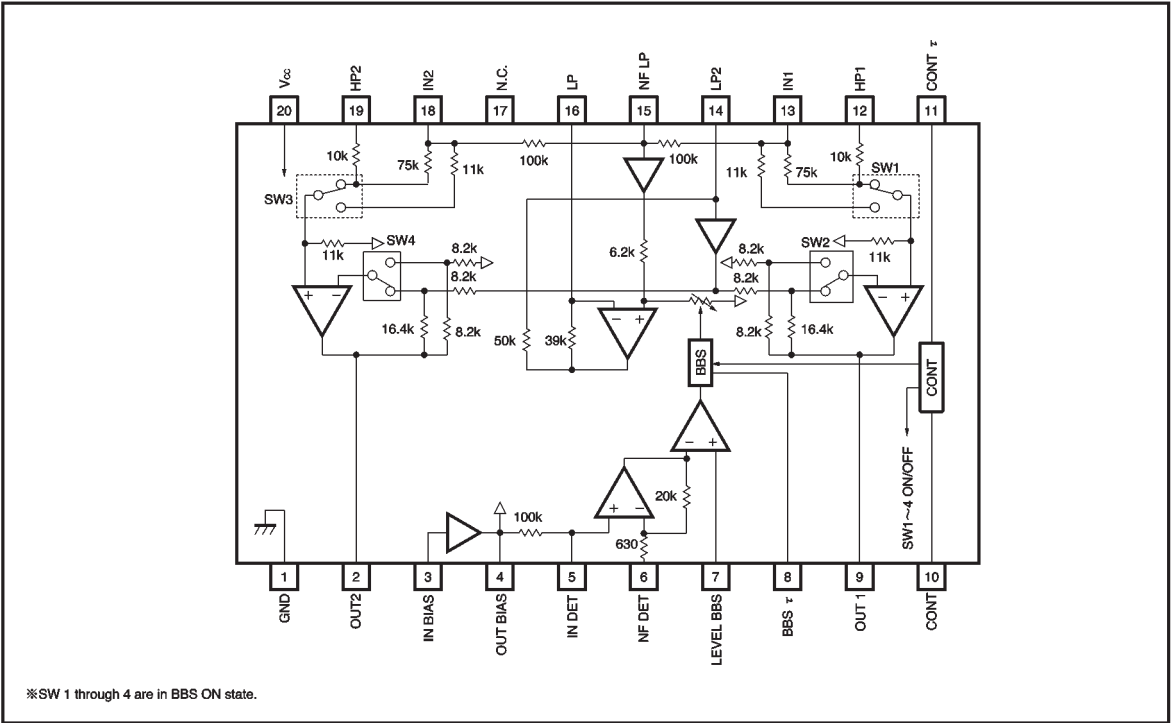 Vcc HP2 IN2 N.C. LP NF LP LP2 IN1 HP1 CONT τ
20 19 18 17 16 15 14 13 12 11
10k 75k 11k 100k 100k 11k 75k 10k
SW3 SW1
11k SW4 8.2k 8.2k 6.2k 8.2k 8.2k SW2 11k
+ − − + − +
16.4k 8.2k 50k 39k 8.2k 16.4k
BBS CONT
− +
20k
+ −
100k 630
SW1～4 ON/OFF
1 2 3 4 5 6 7 8 9 10
GND OUT2 IN BIAS OUT BIAS IN DET NF DET LEVEL BBS BBS τ OUT 1 CONT
※SW 1 through 4 are in BBS ON state.